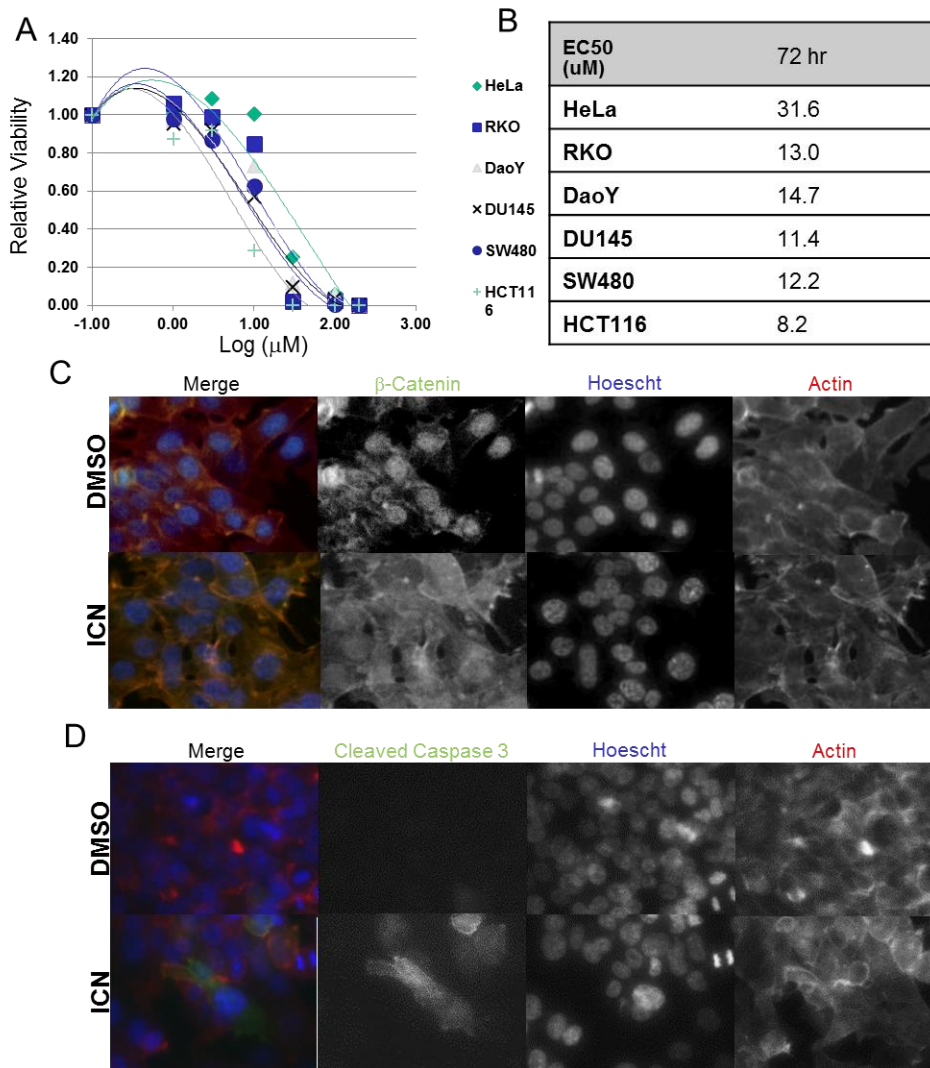 A
1.40
1.20
1.00
0.80
0.60
0.40
0.20
0.00
-1.00
0.00
1.00
2.00
3.00
Relative Viability
Log (μM)
HeLa
RKO
DaoY
DU145
SW480
HCT11
6
B
EC50
(uM) 72 hr
HeLa 31.6
RKO 13.0
DaoY 14.7
DU145 11.4
SW480 12.2
HCT116 8.2
C
Merge β-Catenin Hoescht Actin
DMSO
ICN
D
Merge Cleaved Caspase 3 Hoescht Actin
DMSO
ICN